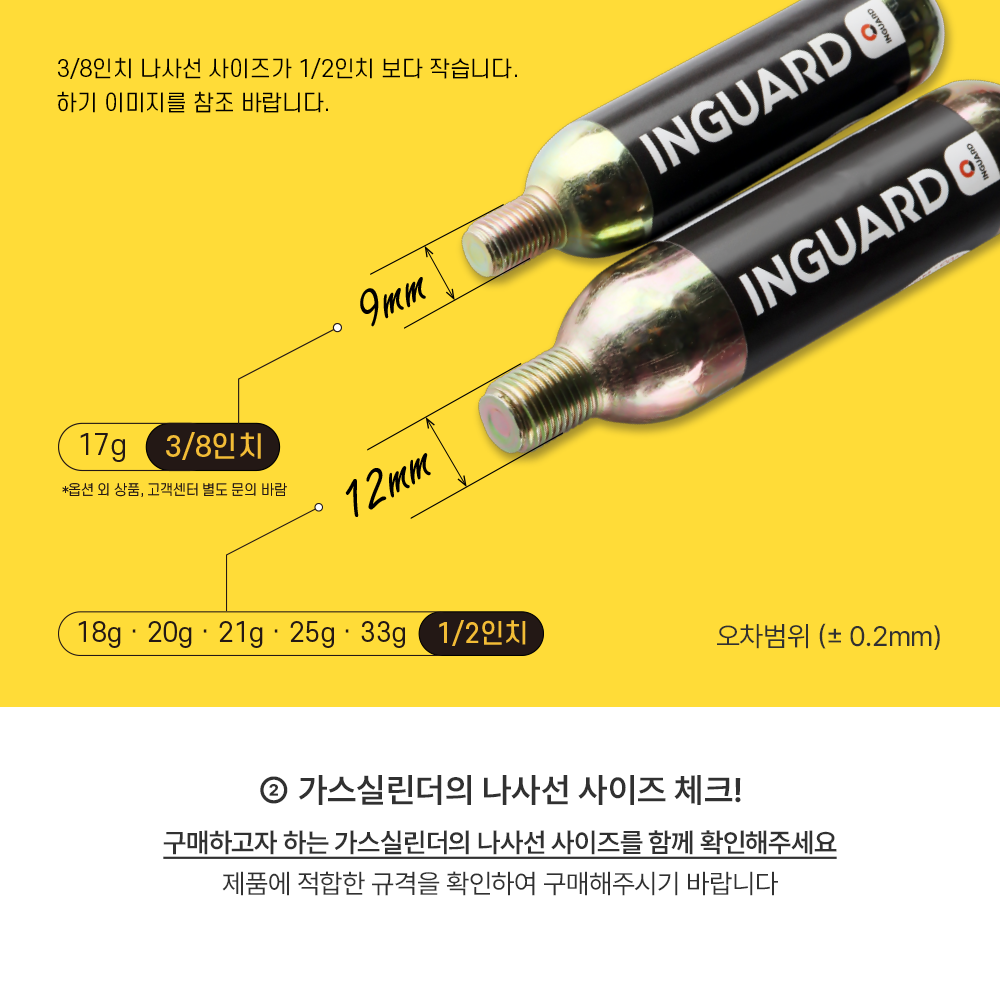 3/8인치 나사선 사이즈가 1/2인치 보다 작습니다.
하기 이미지를 참조 바랍니다.
INGUARD
INGUARD
INGUARD
INGUARD
9mm
12mm
17g 3/8인치
*옵션 외 상품, 고객센터 별도 문의 바람
18g · 20g · 21g · 25g · 33g 1/2인치
오차범위 (± 0.2mm)
② 가스실린더의 나사선 사이즈 체크!
구매하고자 하는 가스실린더의 나사선 사이즈를 함께 확인해주세요
제품에 적합한 규격을 확인하여 구매해주시기 바랍니다